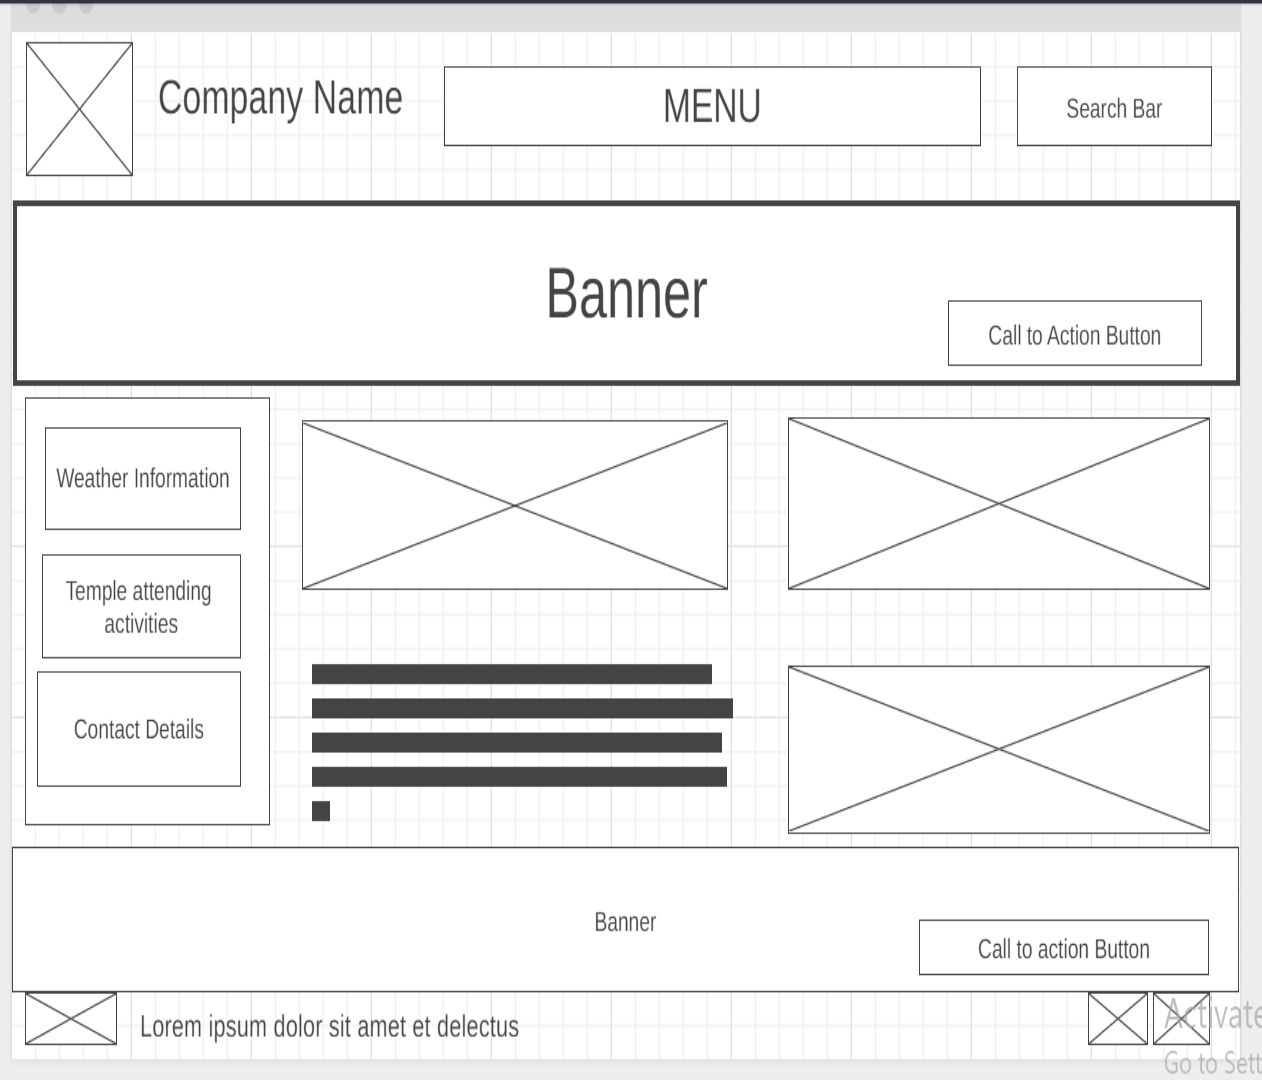 Company Name
MENU
Search Bar
Banner
Call to Action Button
Weather Information
Temple attending
activities
Contact Details
Banner
Call to action Button
Lorem ipsum dolor sit amet et delectus
Activate
Go to Sett